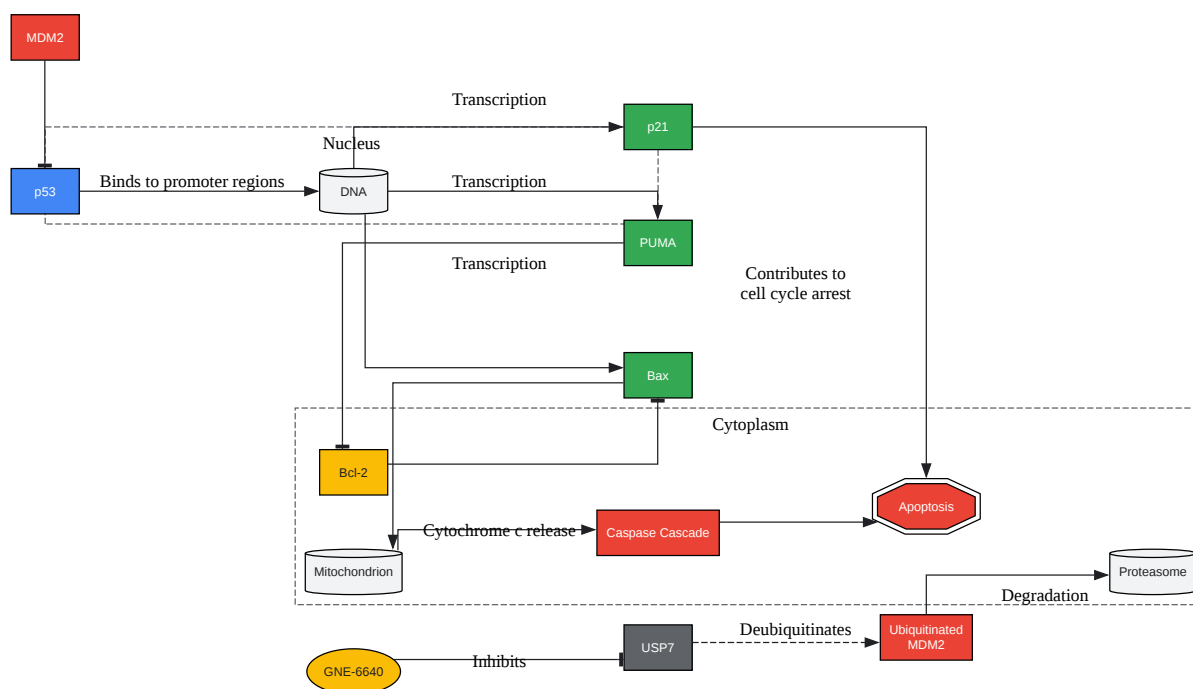 MDM2
Transcription
p21
Nucleus
p53
Binds to promoter regions
DNA
Transcription
PUMA
Transcription
Contributes to
cell cycle arrest
Bax
Cytoplasm
Bcl-2
Apoptosis
Cytochrome c release
Caspase Cascade
Mitochondrion
Proteasome
Degradation
Deubiquitinates
USP7
Ubiquitinated
MDM2
Inhibits
GNE-6640